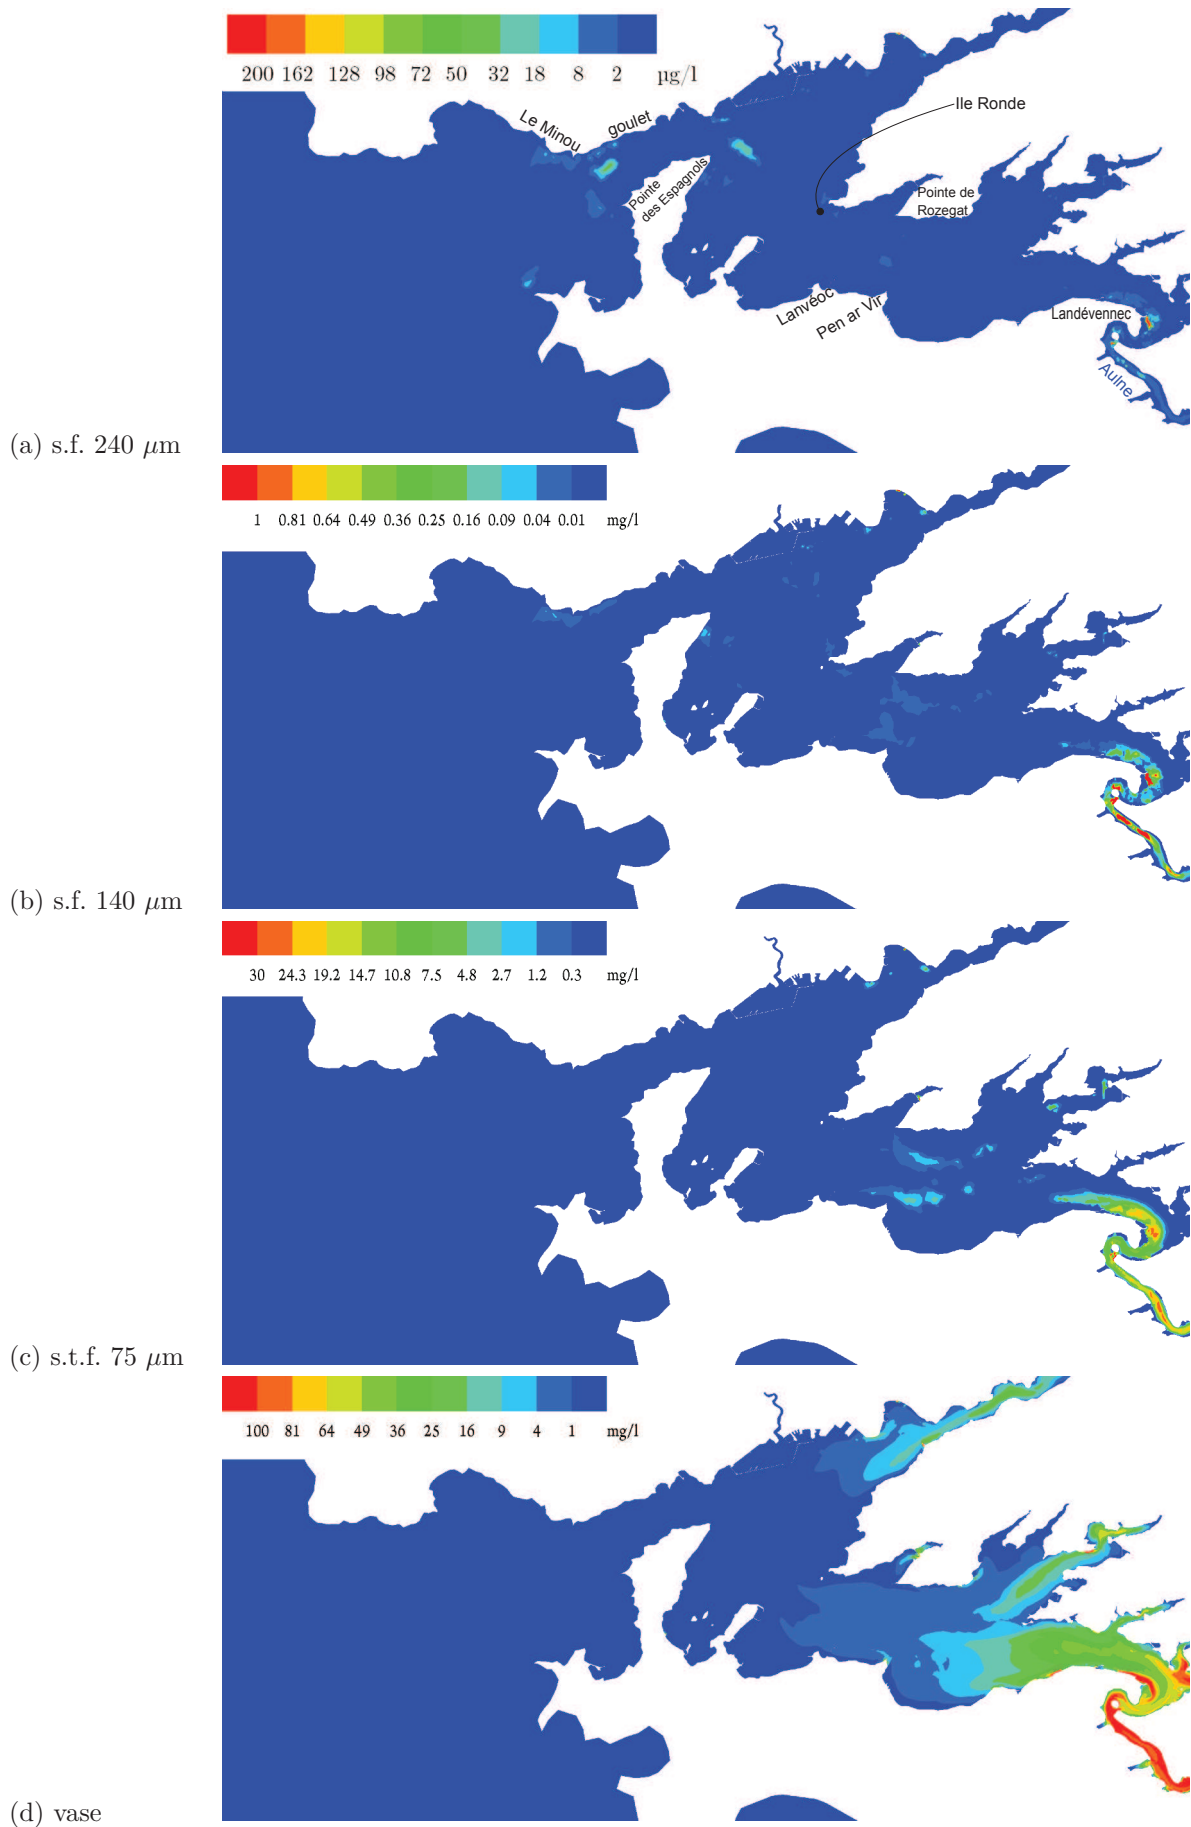 200 162 128 98 72 50 32 18 8 2 µg/l
Le Minou
goulet
Ile Ronde
Pointe
des Espagnols
Pointe de
Rozegat
Lanvéoc
Pen ar Vir
Landévennec
Aulne
(a) s.f. 240 µm
1 0.81 0.64 0.49 0.36 0.25 0.16 0.09 0.04 0.01 mg/l
(b) s.f. 140 µm
30 24.3 19.2 14.7 10.8 7.5 4.8 2.7 1.2 0.3 mg/l
(c) s.t.f. 75 µm
100 81 64 49 36 25 16 9 4 1 mg/l
(d) vase